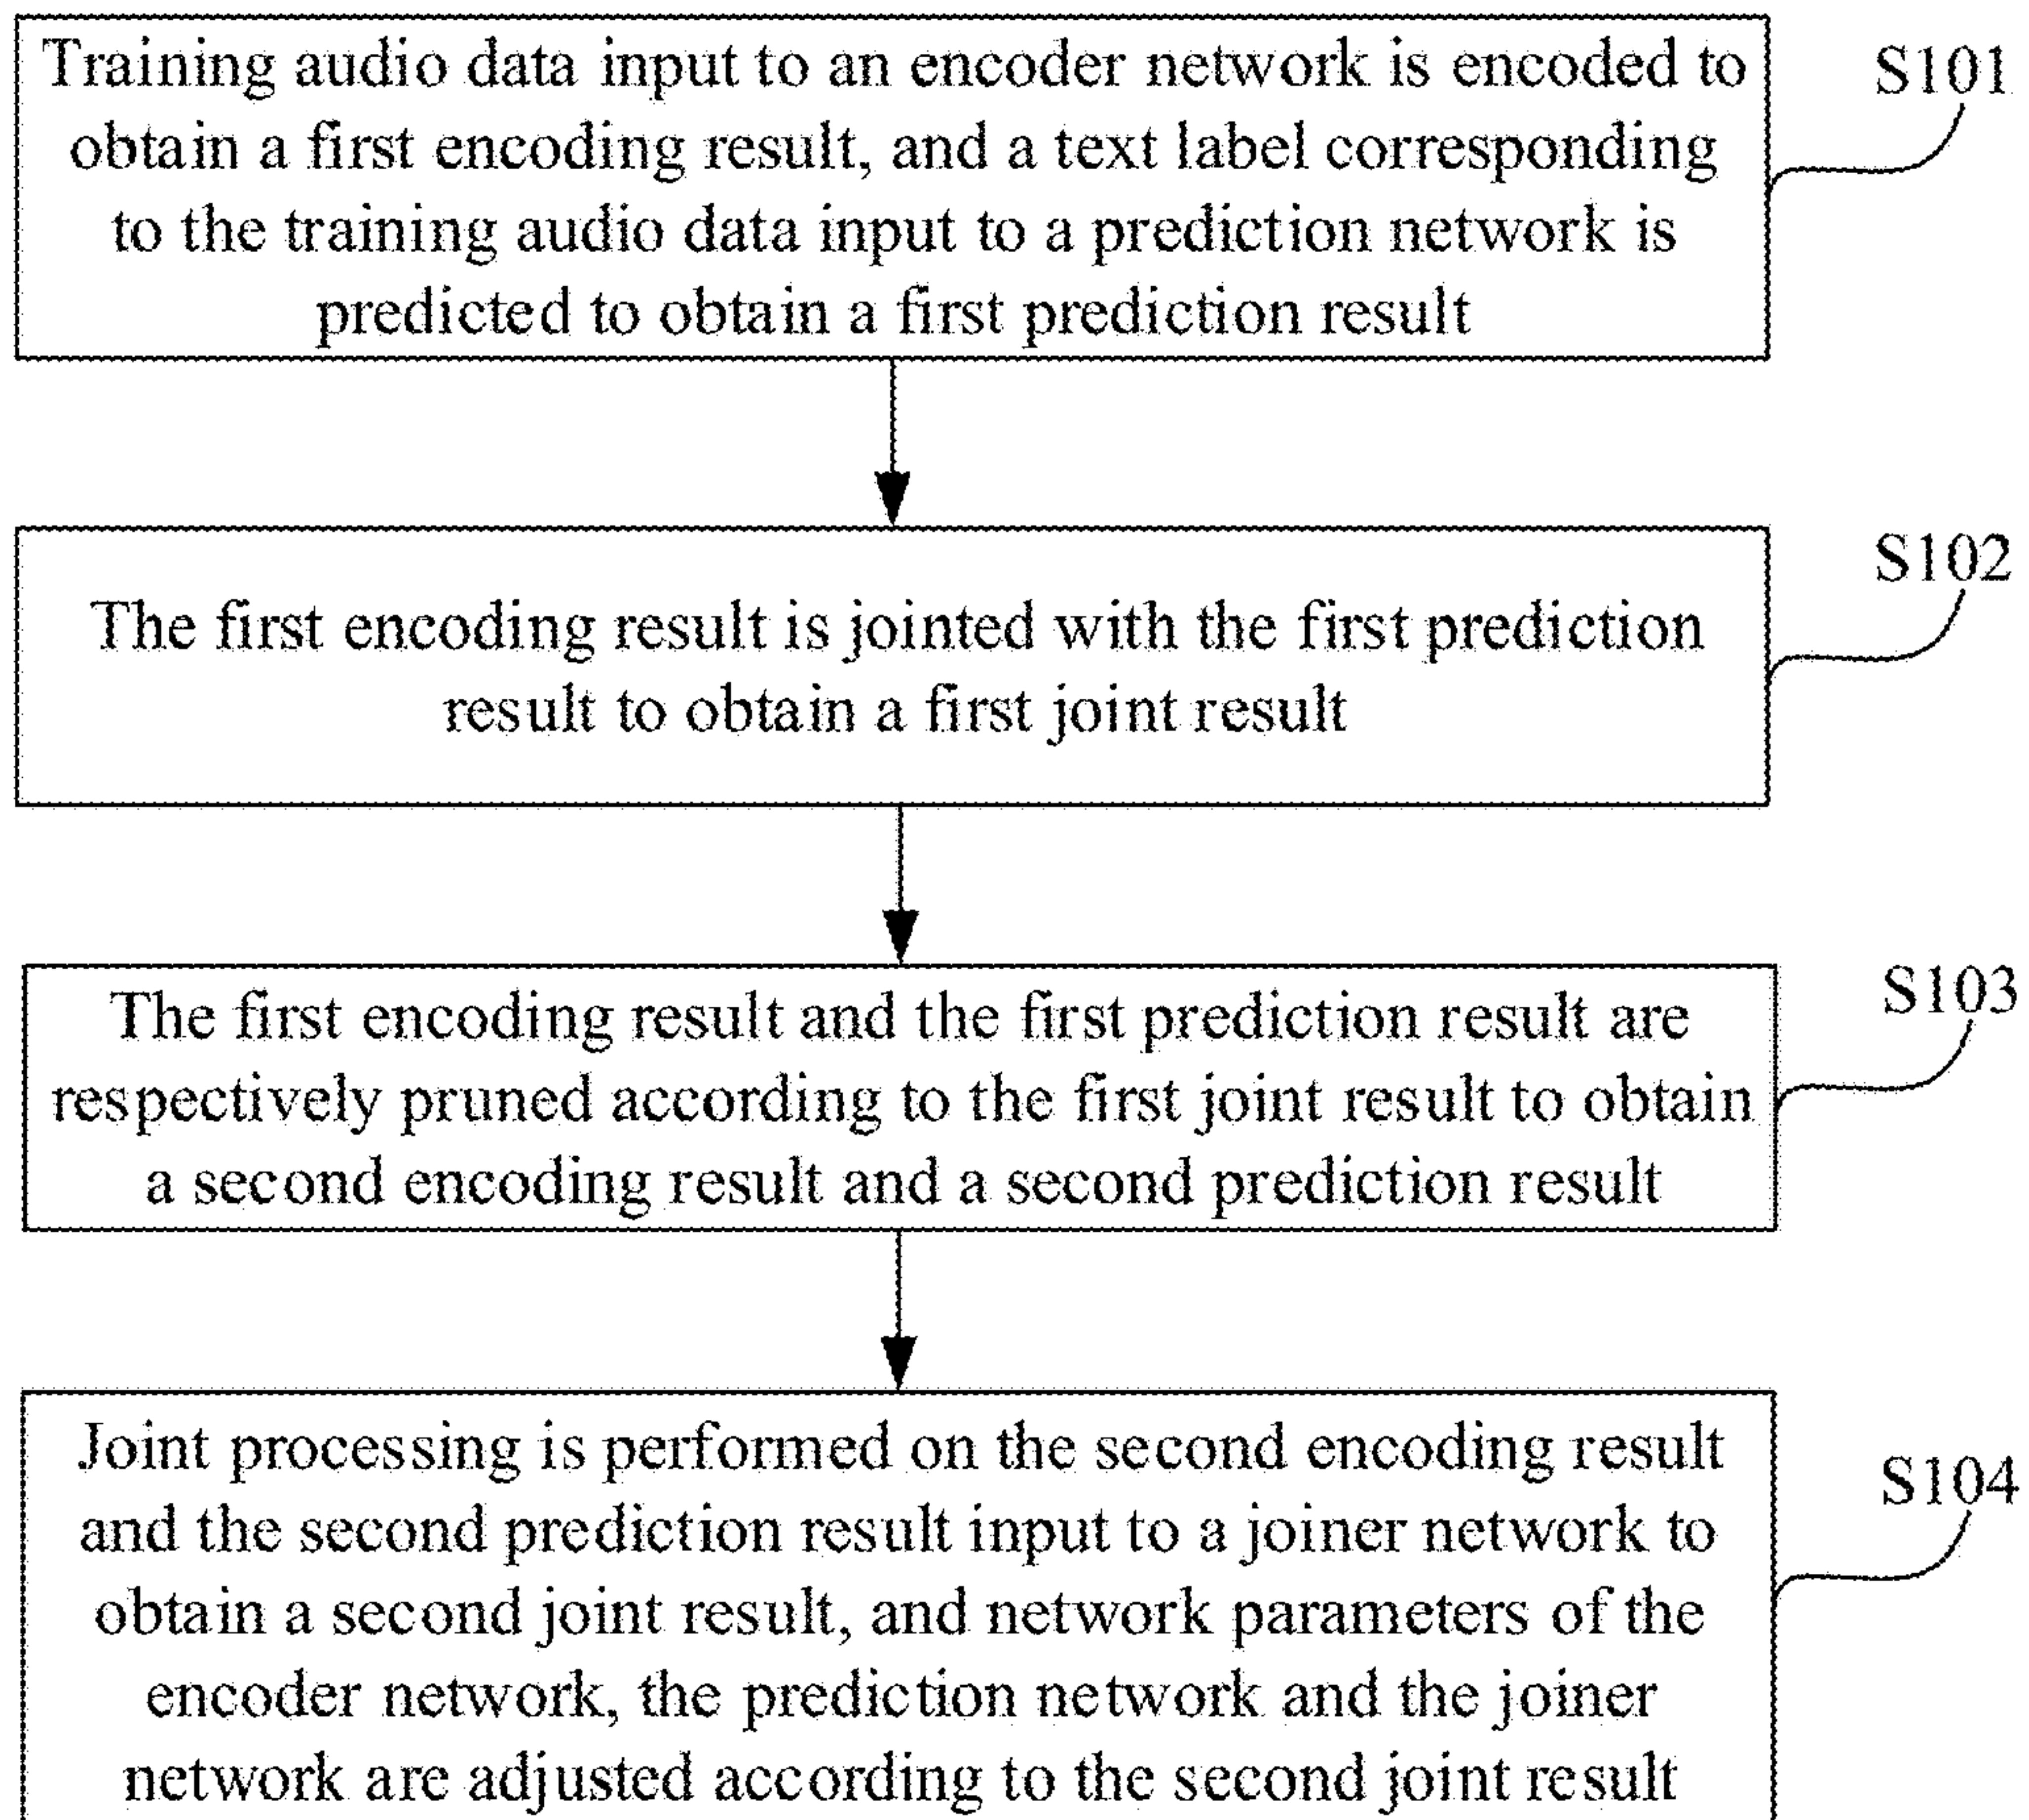 Training audio data input to an encoder network is encoded to
obtain a first encoding result, and a text label corresponding
to the training audio data input to a prediction network is
predicted to obtain a first prediction result
S101
The first encoding result is jointed with the first prediction
result to obtain a first joint result
S102
The first encoding result and the first prediction result are
respectively pruned according to the first joint result to obtain
a second encoding result and a second prediction result
S103
Joint processing is performed on the second encoding result
and the second prediction result input to a joiner network to
obtain a second joint result, and network parameters of the
encoder network, the prediction network and the joiner
network are adjusted according to the second joint result
S104